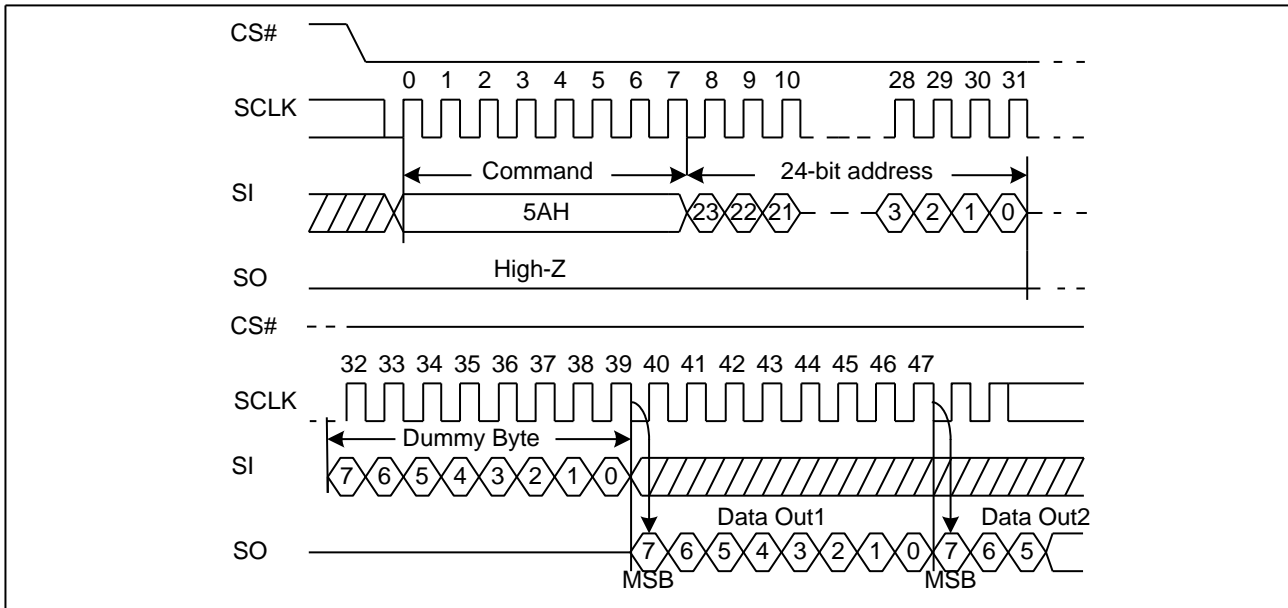 CS#
0 1 2 3 4 5 6 7 8 9 10 28 29 30 31
SCLK
Command 24-bit address
SI
5AH 23 22 21 3 2 1 0
High-Z
SO
CS#
32 33 34 35 36 37 38 39 40 41 42 43 44 45 46 47
SCLK
Dummy Byte
SI
7 6 5 4 3 2 1 0
Data Out1 Data Out2
SO
7 6 5 4 3 2 1 0 7 6 5
MSB MSB